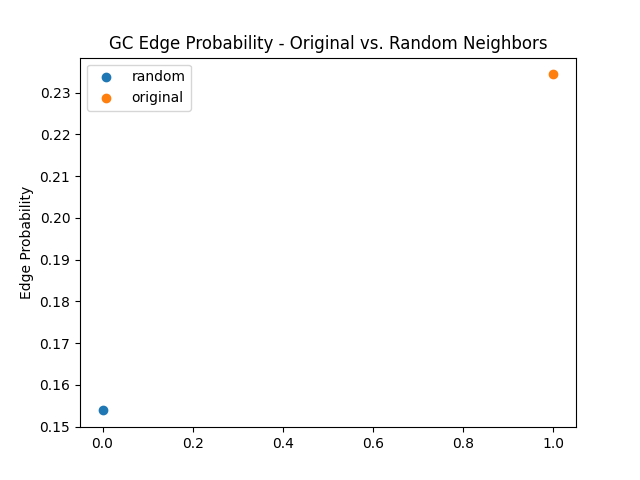 GC Edge Probability - Original vs. Random Neighbors
random
original
Edge Probability
0.23
0.22
0.21
0.20
0.19
0.18
0.17
0.16
0.15
0.0 0.2 0.4 0.6 0.8 1.0